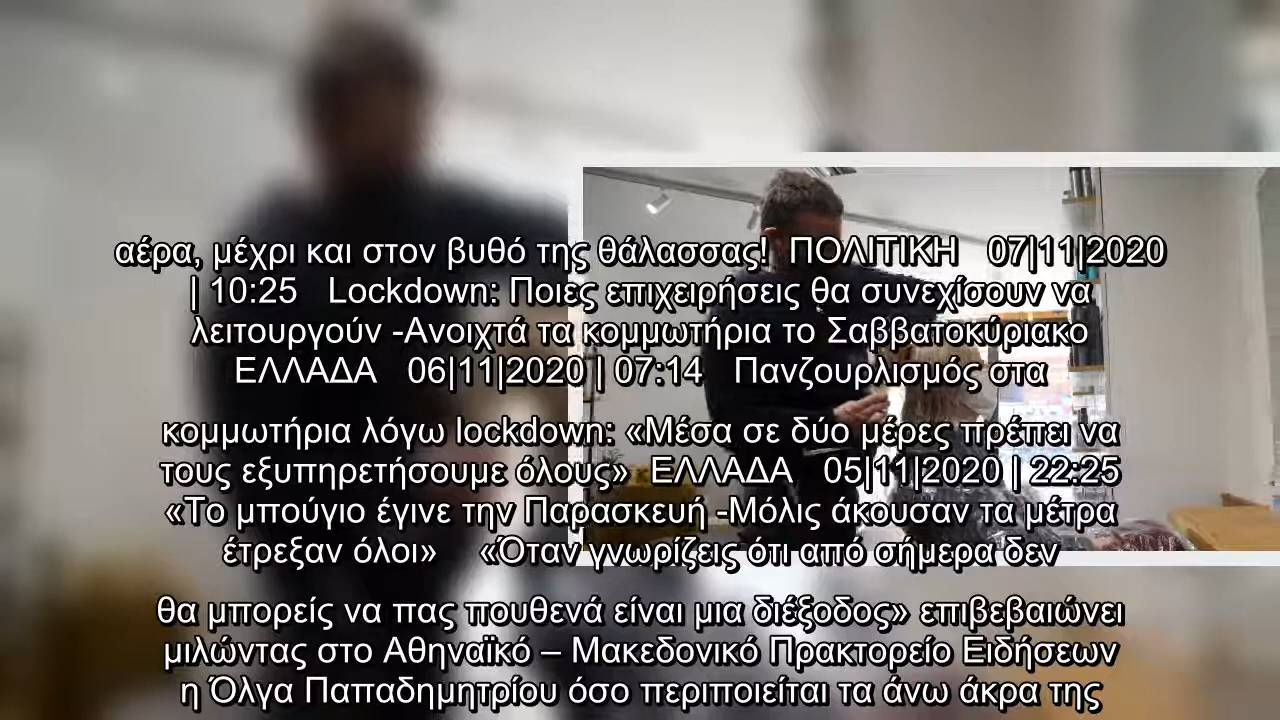 αέρα, μέχρι και στον βυθό της θάλασσας!  ΠΟΛΙΤΙΚΗ   07|11|2020
| 10:25   Lockdown: Ποιες επιχειρήσεις θα συνεχίσουν να
λειτουργούν -Ανοιχτά τα κομμωτήρια το Σαββατοκύριακο
ΕΛΛΑΔΑ   06|11|2020 | 07:14   Πανζουρλισμός στα
κομμωτήρια λόγω lockdown: «Μέσα σε δύο μέρες πρέπει να
τους εξυπηρετήσουμε όλους»  ΕΛΛΑΔΑ   05|11|2020 | 22:25
«Το μπούγιο έγινε την Παρασκευή -Μόλις άκουσαν τα μέτρα
έτρεξαν όλοι»    «Όταν γνωρίζεις ότι από σήμερα δεν
θα μπορείς να πας πουθενά είναι μια διέξοδος» επιβεβαιώνει
μιλώντας στο Αθηναϊκό – Μακεδονικό Πρακτορείο Ειδήσεων
η Όλγα Παπαδημητρίου όσο περιποιείται τα άνω άκρα της